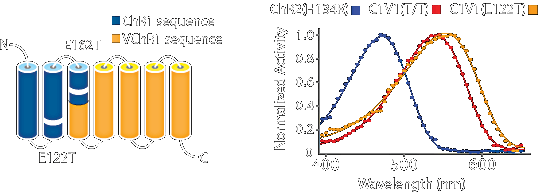 ChR1 sequence
VChR1 sequence
N-
E162T
E122T
C
ChR2(H134R) C1V1(T/T) C1V1(E122T)
Normalized Activity
1.0
0.8
0.6
0.4
0.2
0
400 500 600
Wavelength (nm)